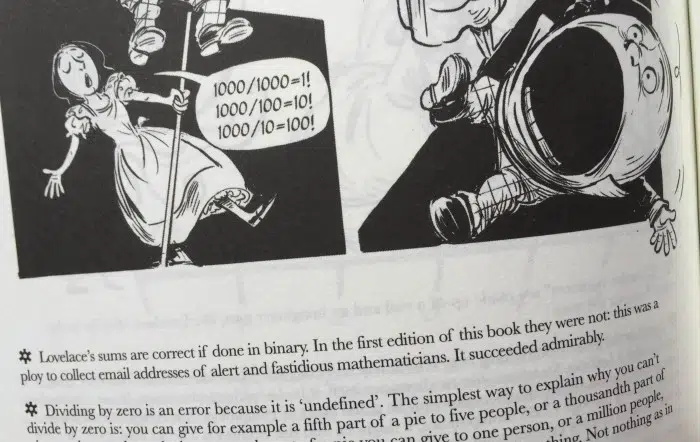 1000/1000=1!
1000/100=10!
1000/10=100!
✡ Lovelace's sums are correct if done in binary. In the first edition of this book they were not: this was a
ploy to collect email addresses of alert and fastidious mathematicians. It succeeded admirably.
✡ Dividing by zero is an error because it is 'undefined'. The simplest way to explain why you can't
divide by zero is: you can give for example a fifth part of a pie to five people, or a thousandth part of
pie you can give to one person, or a million people,
thing. Not nothing as in